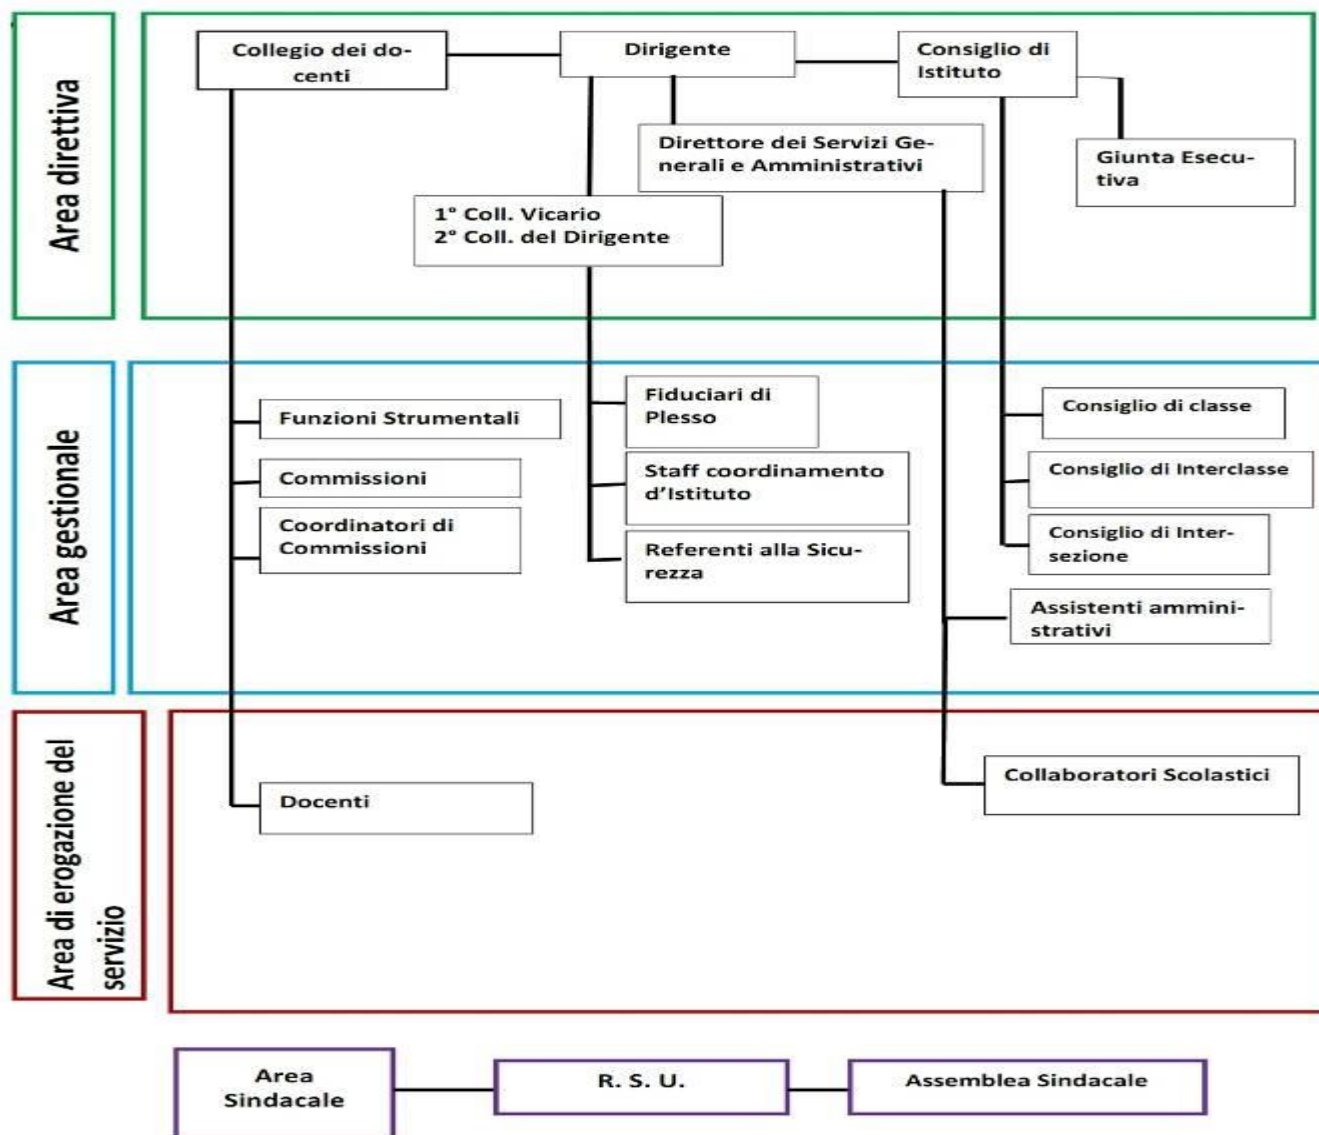 Area direttiva
Collegio dei do-
centi
Dirigente
Consiglio di
Istituto
Direttore dei Servizi Ge-
nerali e Amministrativi
Giunta Esecu-
tiva
1° Coll. Vicario
2° Coll. del Dirigente
Area gestionale
Funzioni Strumentali
Commissioni
Coordinatori di
Commissioni
Fiduciari di
Plesso
Staff coordinamento
d’Istituto
Referenti alla Sicu-
rezza
Consiglio di classe
Consiglio di Interclasse
Consiglio di Inter-
sezione
Assistenti ammini-
strativi
Area di erogazione del
servizio
Docenti
Collaboratori Scolastici
Area
Sindacale
R. S. U.
Assemblea Sindacale